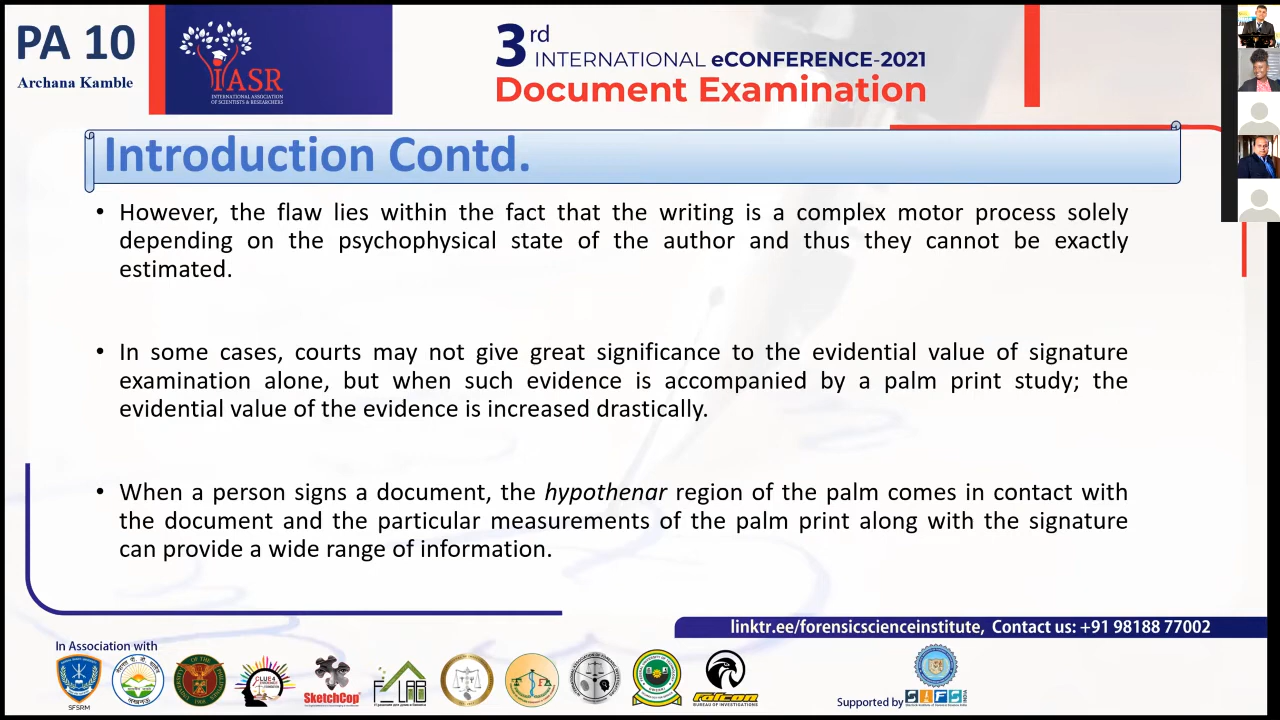 PA 10
Archana Kamble
IASR
INTERNATIONAL ASSOCIATION
OF SCIENTISTS & RESEARCHERS
3rd
INTERNATIONAL eCONFERENCE-2021
Document Examination
Introduction Contd.
• However, the flaw lies within the fact that the writing is a complex motor process solely
depending on the psychophysical state of the author and thus they cannot be exactly
estimated.
• In some cases, courts may not give great significance to the evidential value of signature
examination alone, but when such evidence is accompanied by a palm print study; the
evidential value of the evidence is increased drastically.
• When a person signs a document, the hypothenar region of the palm comes in contact with
the document and the particular measurements of the palm print along with the signature
can provide a wide range of information.
linktr.ee/forensicscienceinstitute, Contact us: +91 98188 77002
In Association with
SFSRM
CLUE4
SketchCop
falcon
BUREAU OF INVESTIGATIONS
Supported by
SIFS